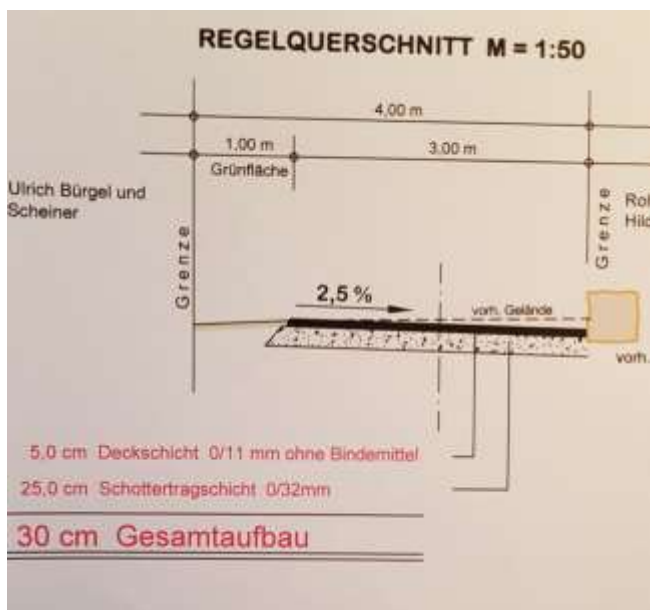 REGELQUERSCHNITT M = 1:50
4,00 m
1,00 m
3,00 m
Grünfläche
Ulrich Bürgel und
Scheiner
Grenze
Grenze
2,5 %
vorh. Gelände
vorh.
5,0 cm Deckschicht 0/11 mm ohne Bindemittel
25,0 cm Schottertragschicht 0/32mm
30 cm Gesamtaufbau